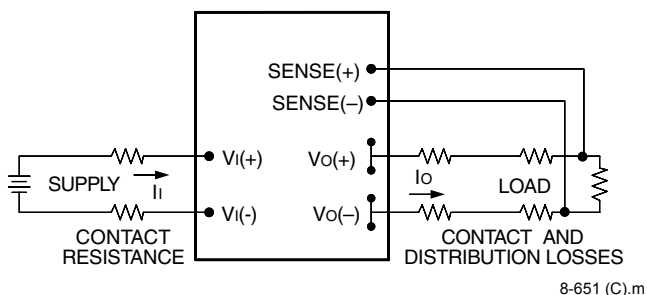 SENSE(+)
SENSE(–)
VI(+)
VO(+)
IO
SUPPLY
II
LOAD
VI(-)
VO(–)
CONTACT
RESISTANCE
CONTACT AND
DISTRIBUTION LOSSES
8-651 (C).m